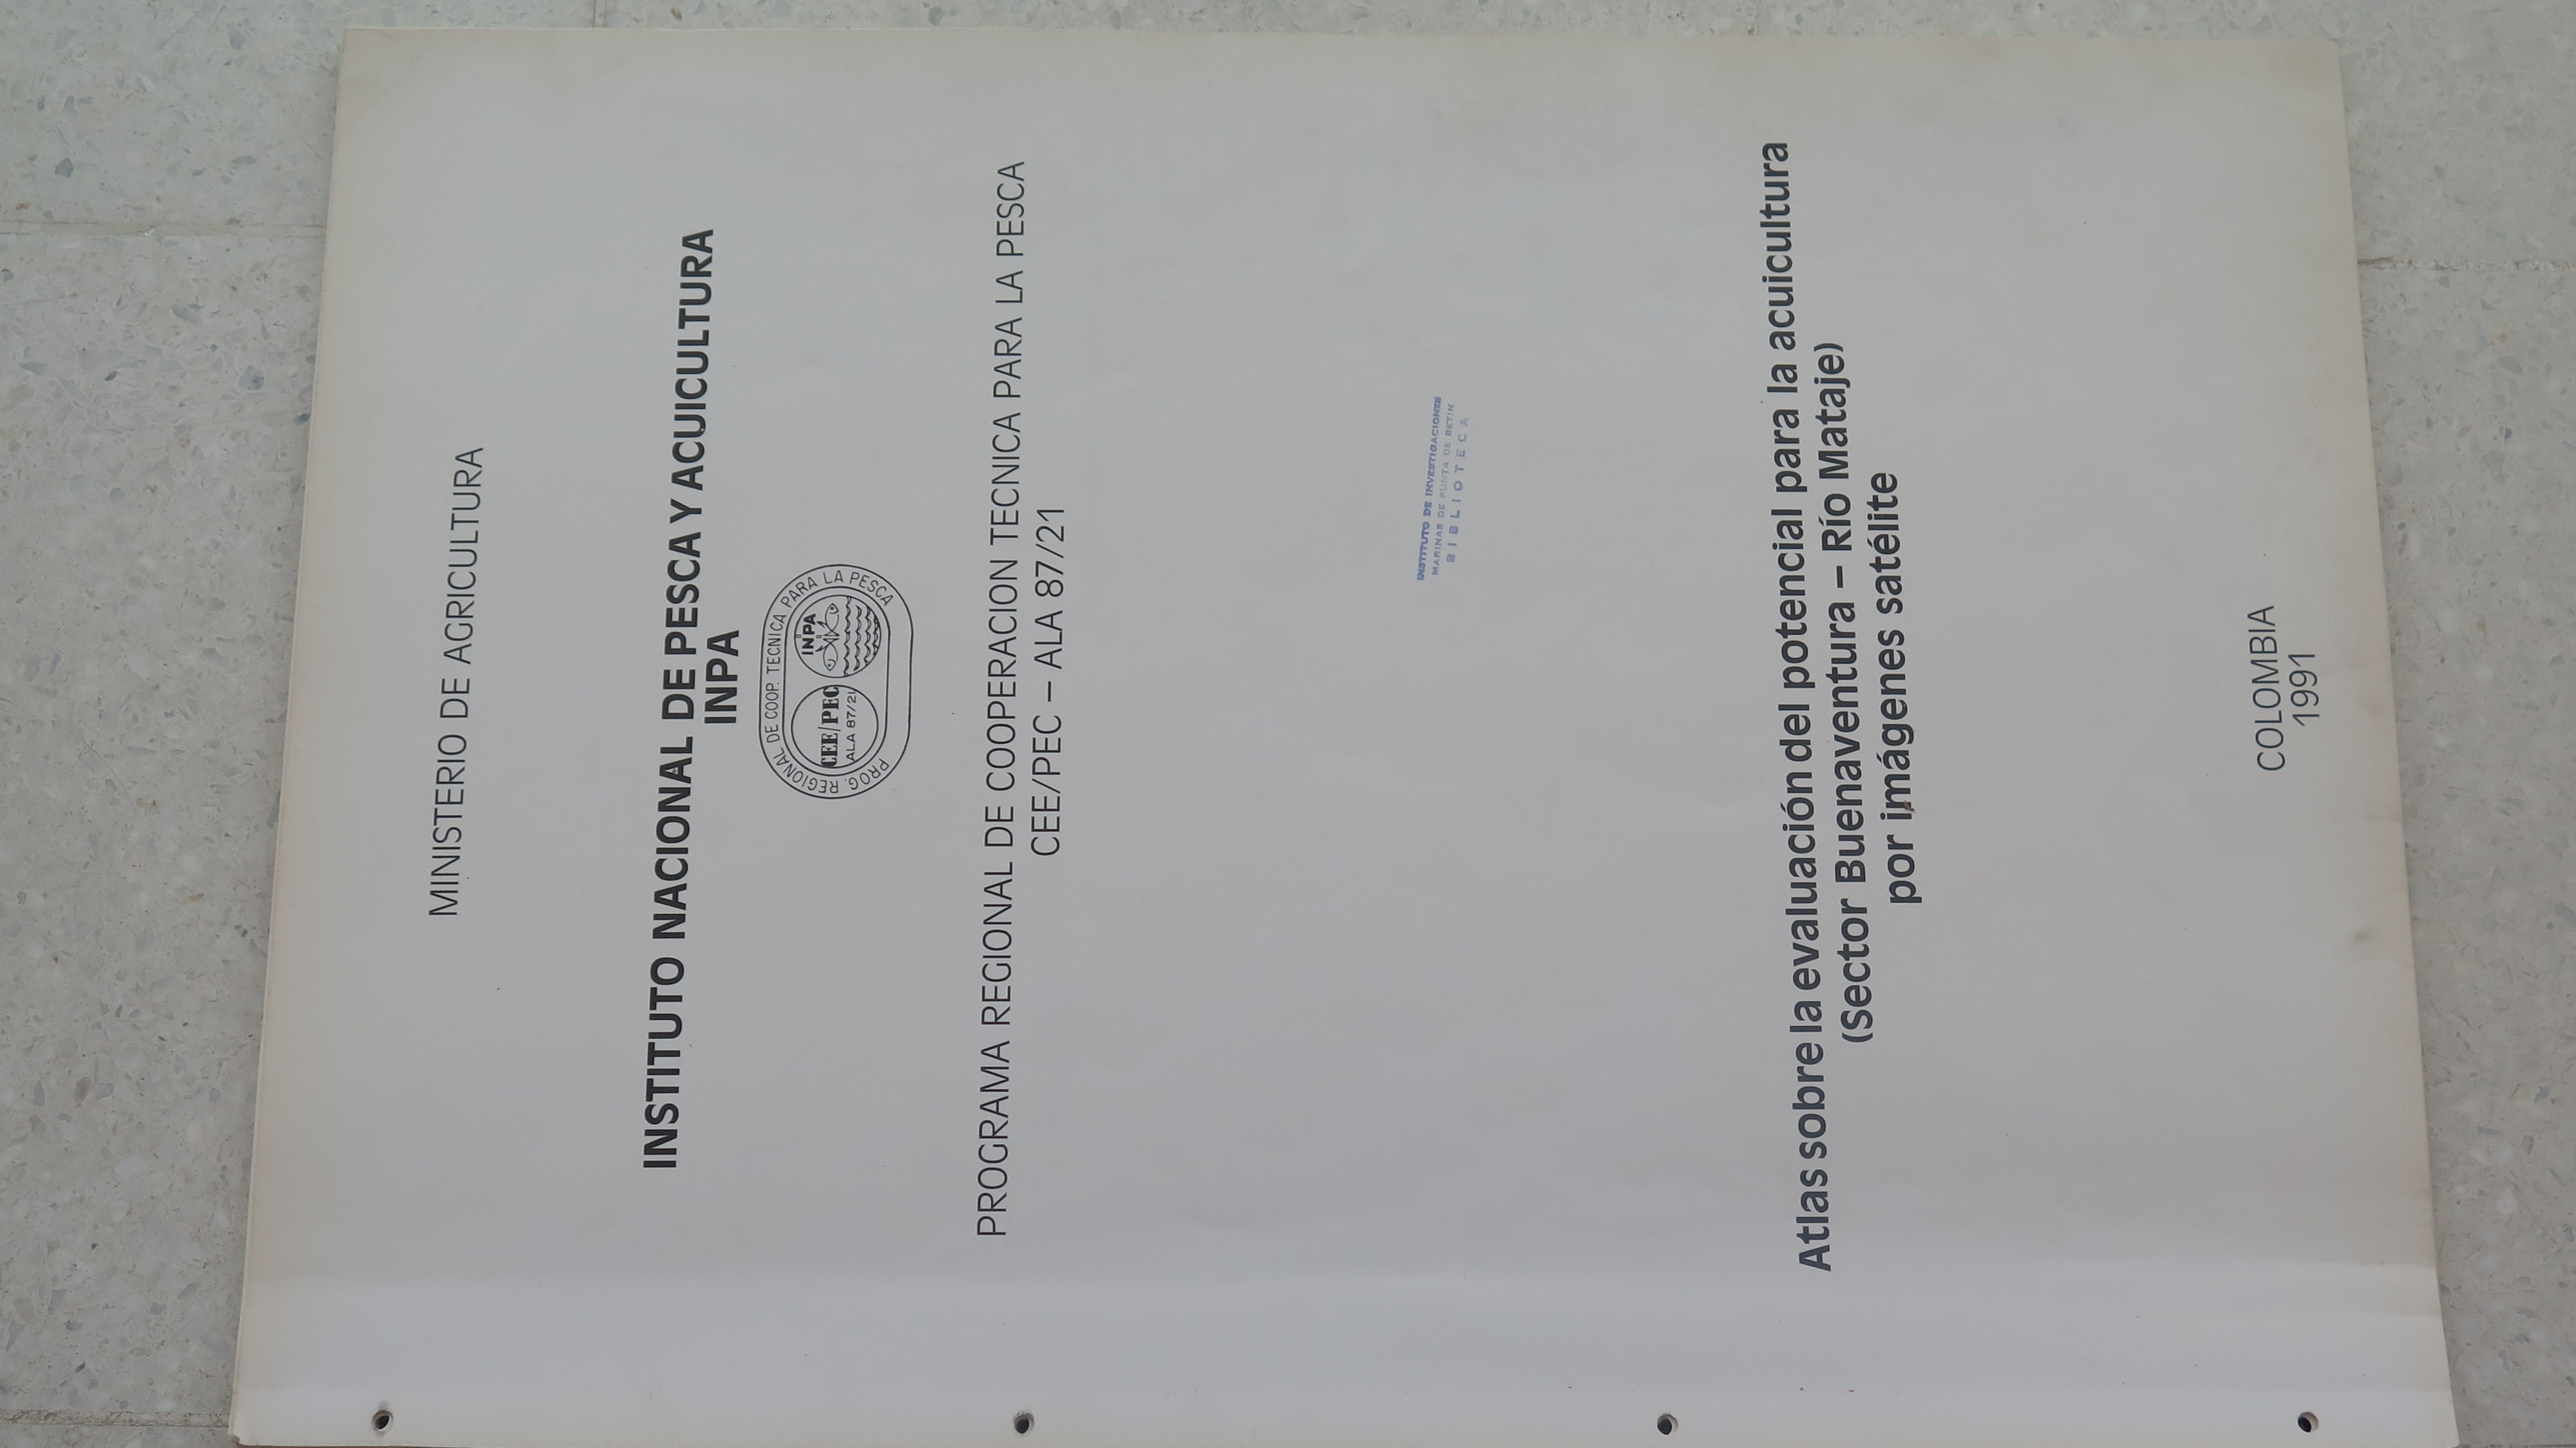 MINISTERIO DE AGRICULTURA
INSTITUTO NACIONAL DE PESCA Y ACUICULTURA
INPA
PROG. REGIONAL DE COOP. TECNICA PARA LA PESCA
CEE/PEC
ALA 87/21
INPA
PROGRAMA REGIONAL DE COOPERACION TECNICA PARA LA PESCA
CEE/PEC – ALA 87/21
INSTITUTO DE INVESTIGACIONES
MARINAS DE PUNTA DE BETIN
BIBLIOTECA
Atlas sobre la evaluación del potencial para la acuicultura
(Sector Buenaventura – Río Mataje)
por imágenes satélite
COLOMBIA
1991